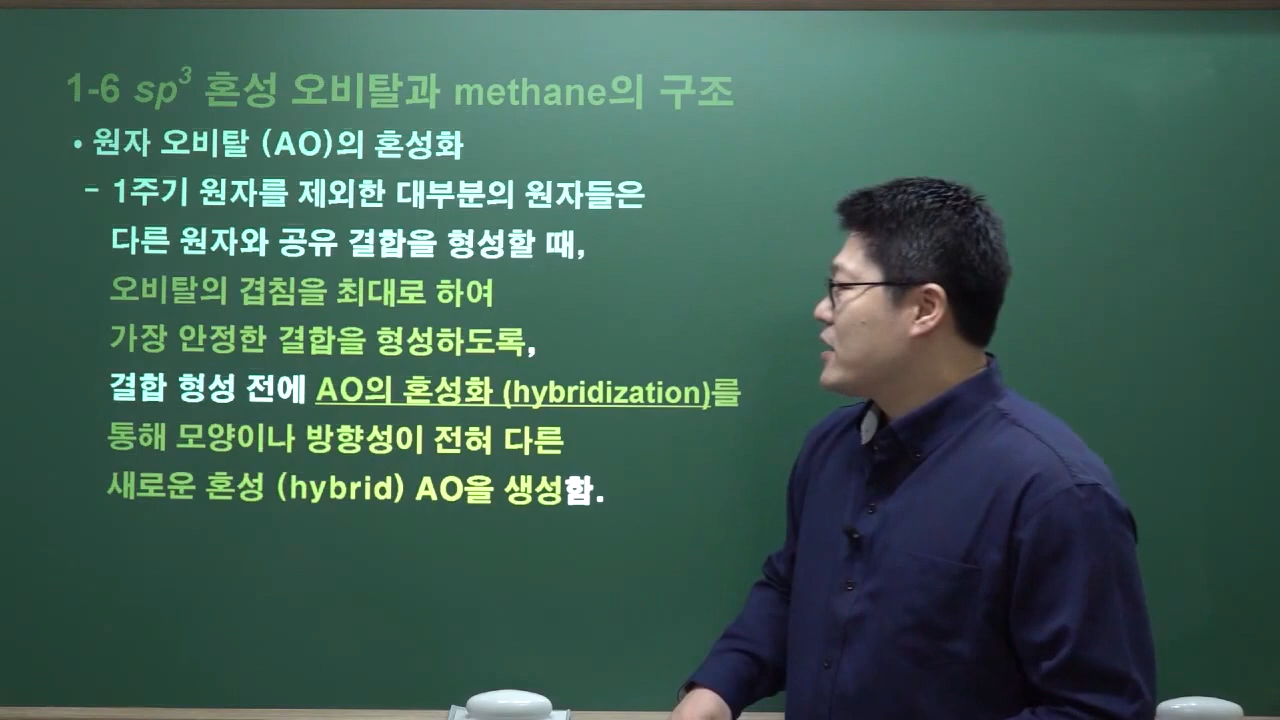 1-6 sp³ 혼성 오비탈과 methane의 구조
• 원자 오비탈 (AO)의 혼성화
– 1주기 원자를 제외한 대부분의 원자들은
다른 원자와 공유 결합을 형성할 때,
오비탈의 겹침을 최대로 하여
가장 안정한 결합을 형성하도록,
결합 형성 전에 AO의 혼성화 (hybridization)를
통해 모양이나 방향성이 전혀 다른
새로운 혼성 (hybrid) AO을 생성함.